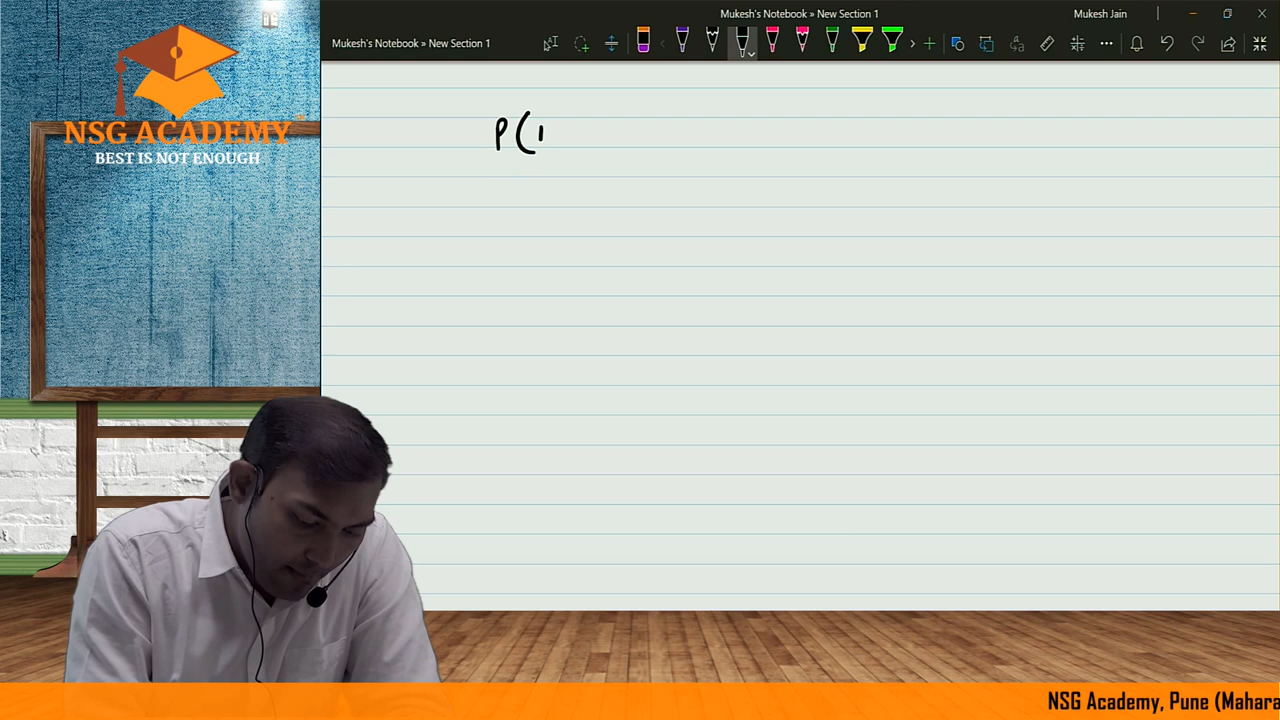 Mukesh's Notebook » New Section 1
Mukesh Jain
Mukesh's Notebook » New Section 1
NSG ACADEMY
BEST IS NOT ENOUGH
P(1
NSG Academy, Pune (Mahara